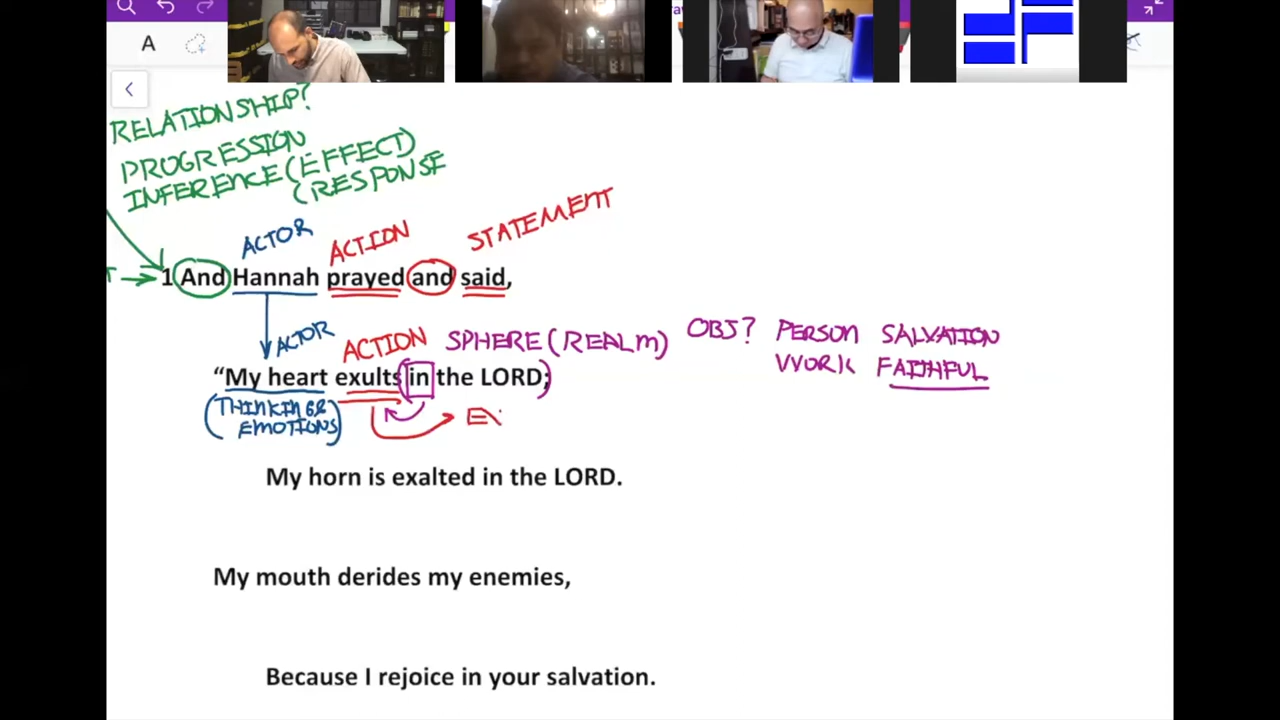 A
RELATIONSHIP?
PROGRESSION
INFERENCE (EFFECT)
(RESPONSE
ACTOR ACTION STATEMENT
1 And Hannah prayed and said,
ACTOR ACTION SPHERE (REALM) OBJ? PERSON SALVATION
WORK FAITHFUL
“My heart exults in the LORD;
(THINKING &
EMOTIONS)
EX
My horn is exalted in the LORD.
My mouth derides my enemies,
Because I rejoice in your salvation.